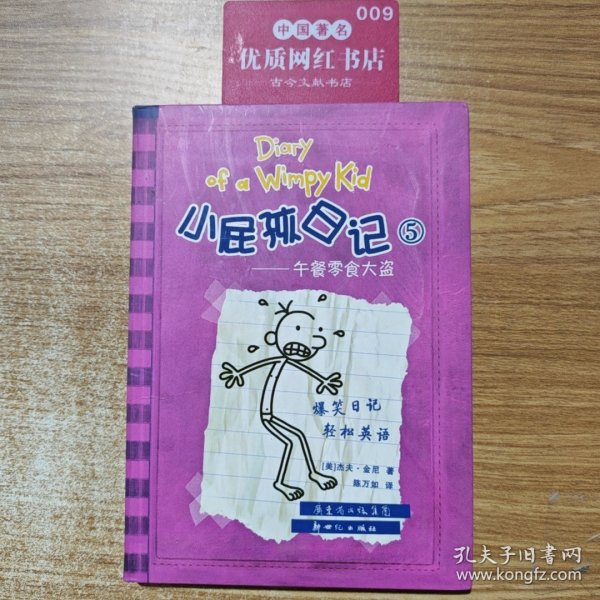 009
中国著名
优质网红书店
古今文献书店
Diary
of a Wimpy Kid
小屁孩日记⑤
——午餐零食大盗
爆笑日记
轻松英语
[美]杰夫·金尼 著
陈万如 译
广东省出版集团
新世纪出版社
孔夫子旧书网
www.kongfz.com